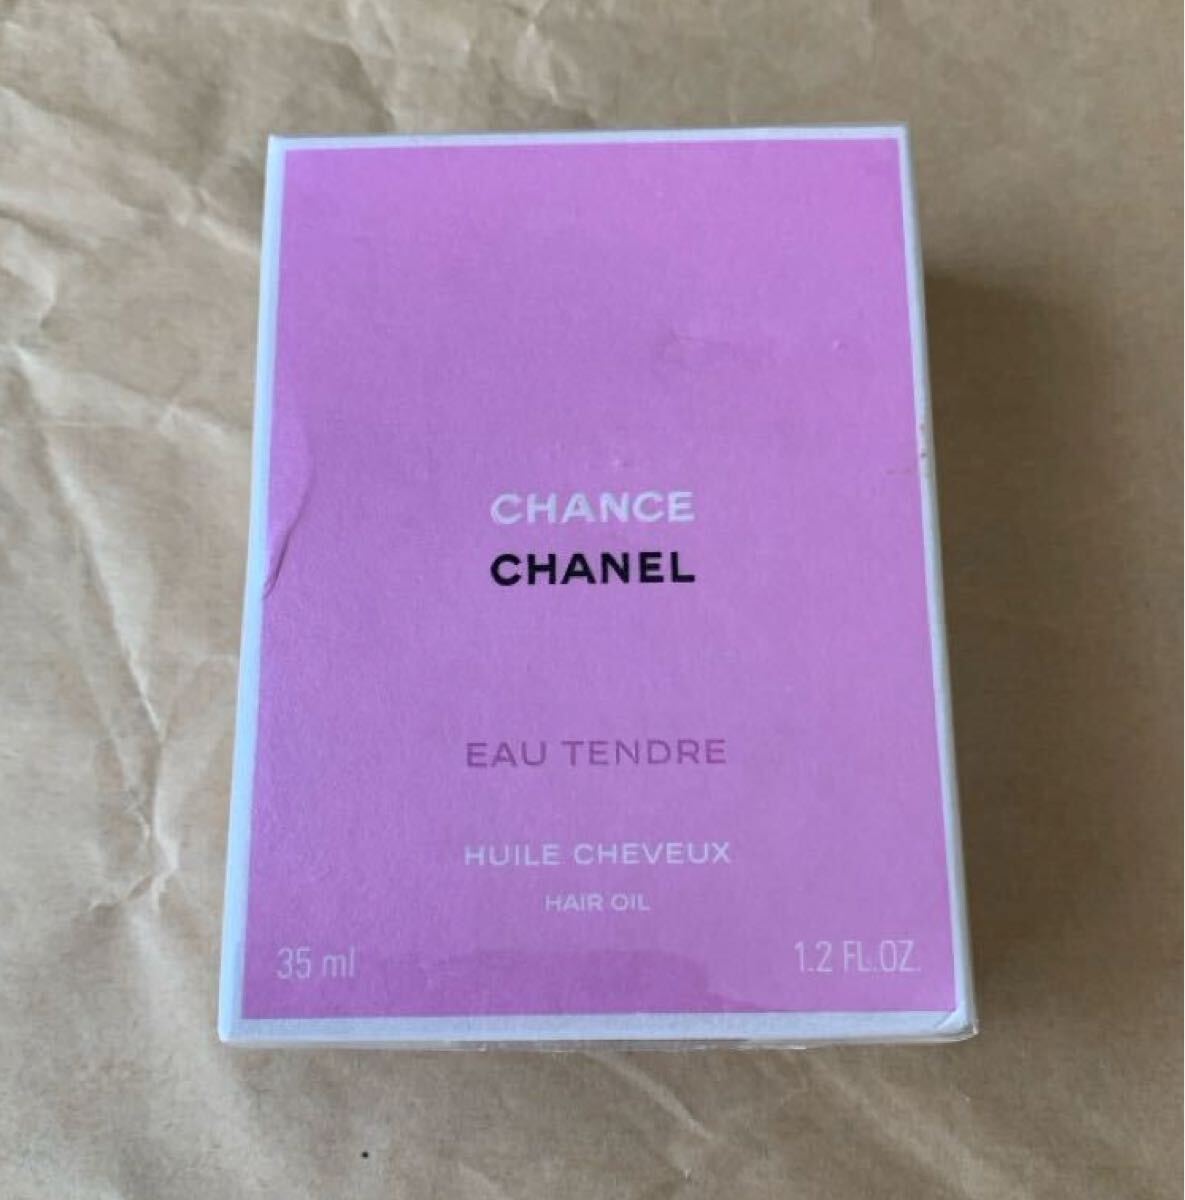 CHANCE
CHANEL
EAU TENDRE
HUILE CHEVEUX
HAIR OIL
35 ml 1.2 FL.OZ.